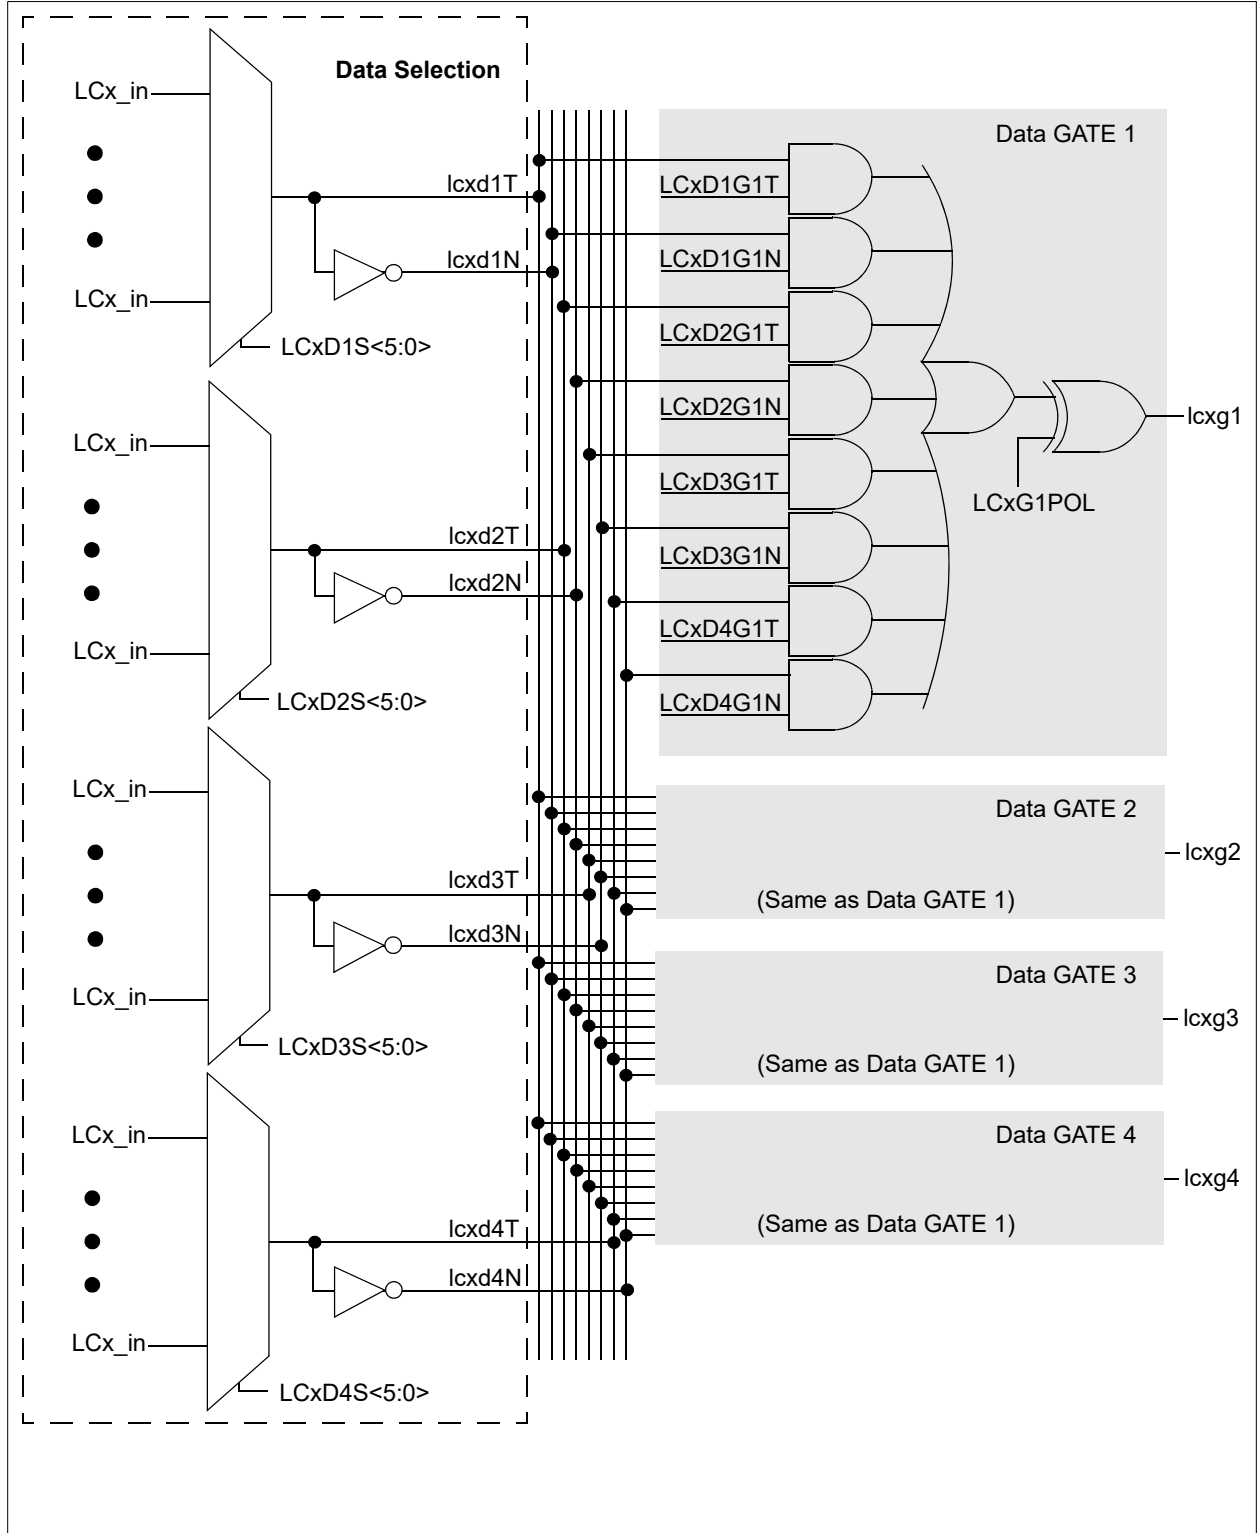 Data Selection
LCx_in
LCx_in
lcxd1T
lcxd1N
LCxD1S<5:0>
LCx_in
LCx_in
lcxd2T
lcxd2N
LCxD2S<5:0>
LCx_in
LCx_in
lcxd3T
lcxd3N
LCxD3S<5:0>
LCx_in
LCx_in
lcxd4T
lcxd4N
LCxD4S<5:0>
Data GATE 1
LCxD1G1T
LCxD1G1N
LCxD2G1T
LCxD2G1N
LCxD3G1T
LCxD3G1N
LCxD4G1T
LCxD4G1N
LCxG1POL
lcxg1
Data GATE 2
(Same as Data GATE 1)
lcxg2
Data GATE 3
(Same as Data GATE 1)
lcxg3
Data GATE 4
(Same as Data GATE 1)
lcxg4